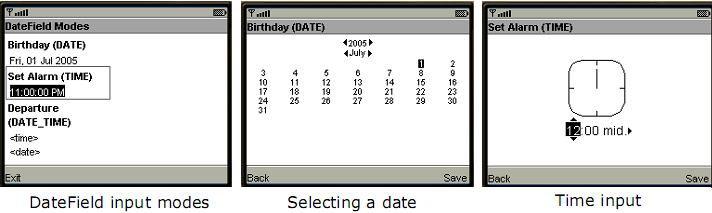 DateField Modes
Birthday (DATE)
Fri, 01 Jul 2005
Set Alarm (TIME)
11:00:00 PM
Departure
(DATE_TIME)
<time>
<date>
Exit
DateField input modes
Birthday (DATE)
2005
July
1 2
3 4 5 6 7 8 9
10 11 12 13 14 15 16
17 18 19 20 21 22 23
24 25 26 27 28 29 30
31
Back Save
Selecting a date
Set Alarm (TIME)
12:00 mid.
Back Save
Time input